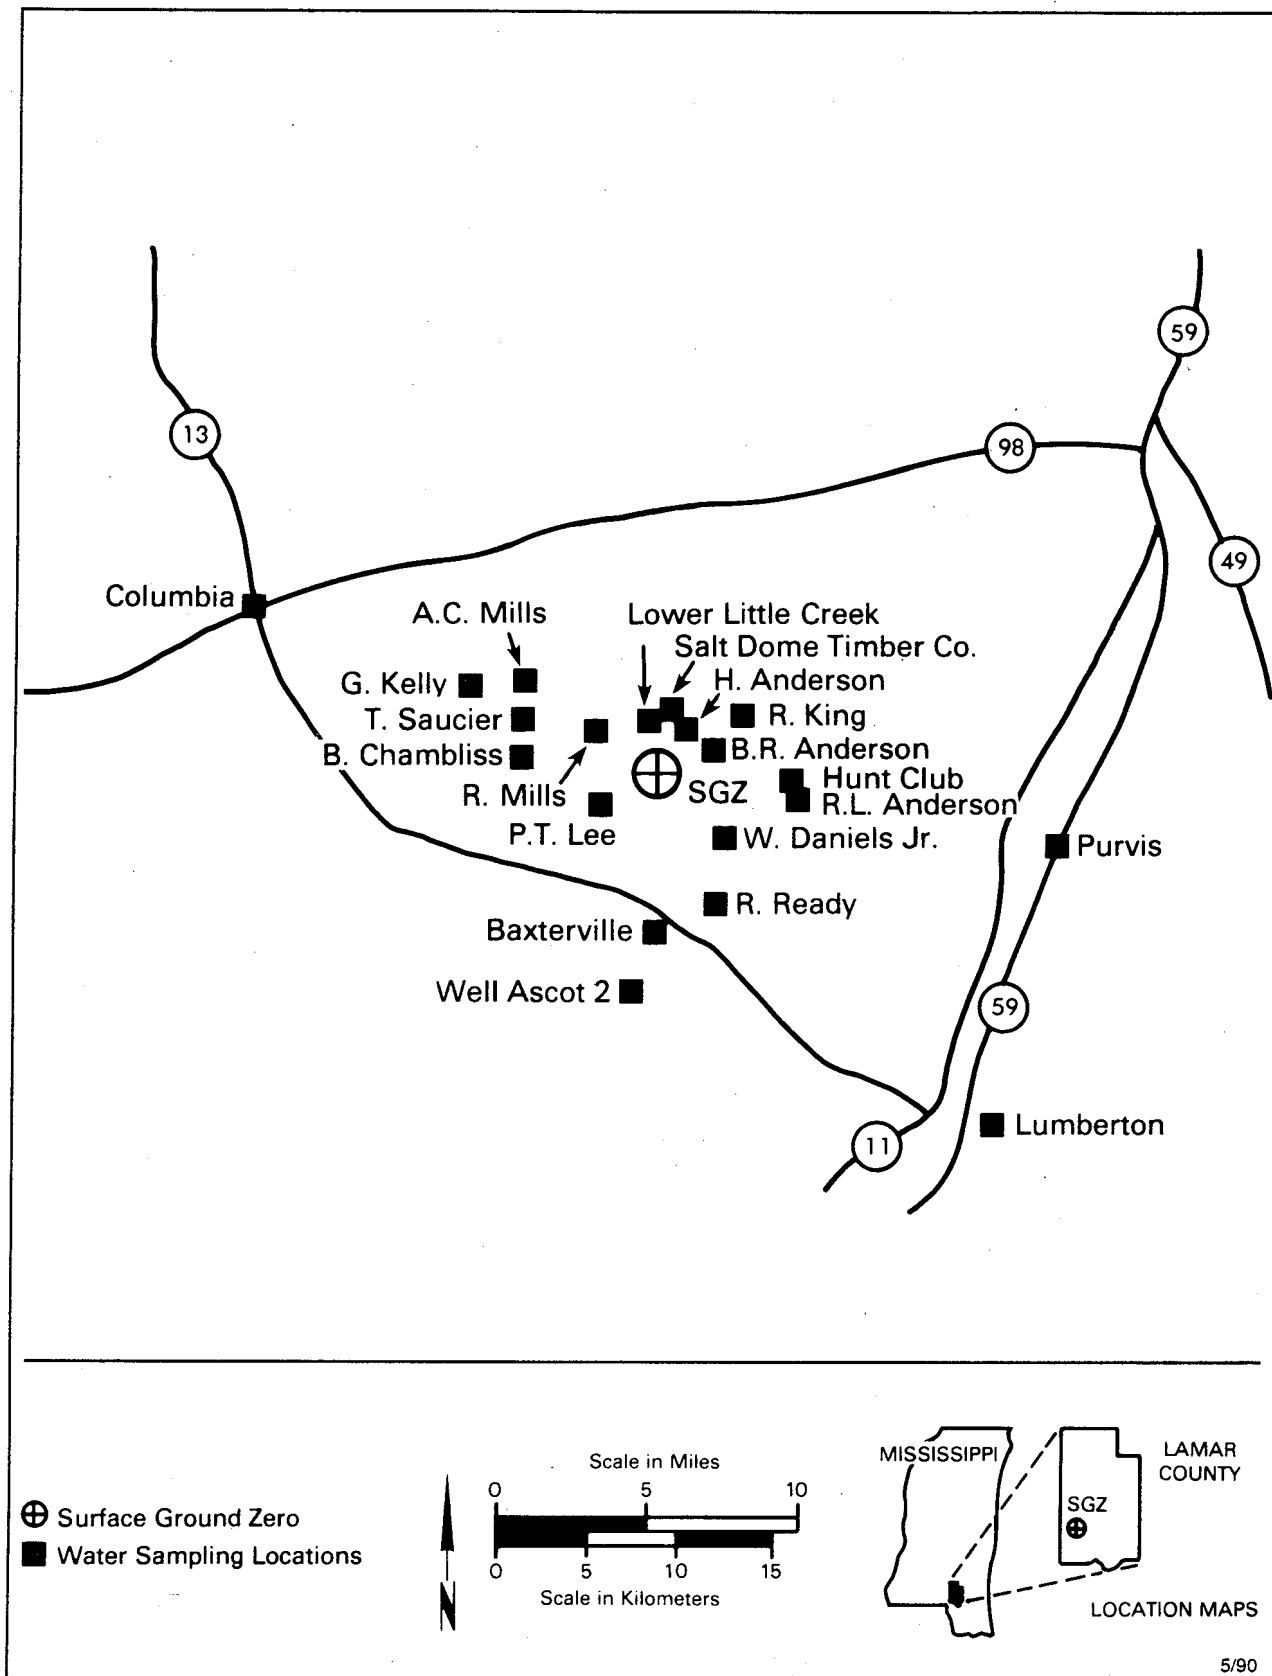 59
13
98
49
Columbia
A.C. Mills
Lower Little Creek
Salt Dome Timber Co.
G. Kelly
H. Anderson
T. Saucier
R. King
B. Chambliss
B.R. Anderson
R. Mills
SGZ
Hunt Club
R.L. Anderson
P.T. Lee
W. Daniels Jr.
Purvis
R. Ready
Baxterville
Well Ascot 2
59
Lumberton
11
Surface Ground Zero
Water Sampling Locations
N
Scale in Miles
0 5 10
0 5 10 15
Scale in Kilometers
MISSISSIPPI
LAMAR
COUNTY
SGZ
LOCATION MAPS
5/90